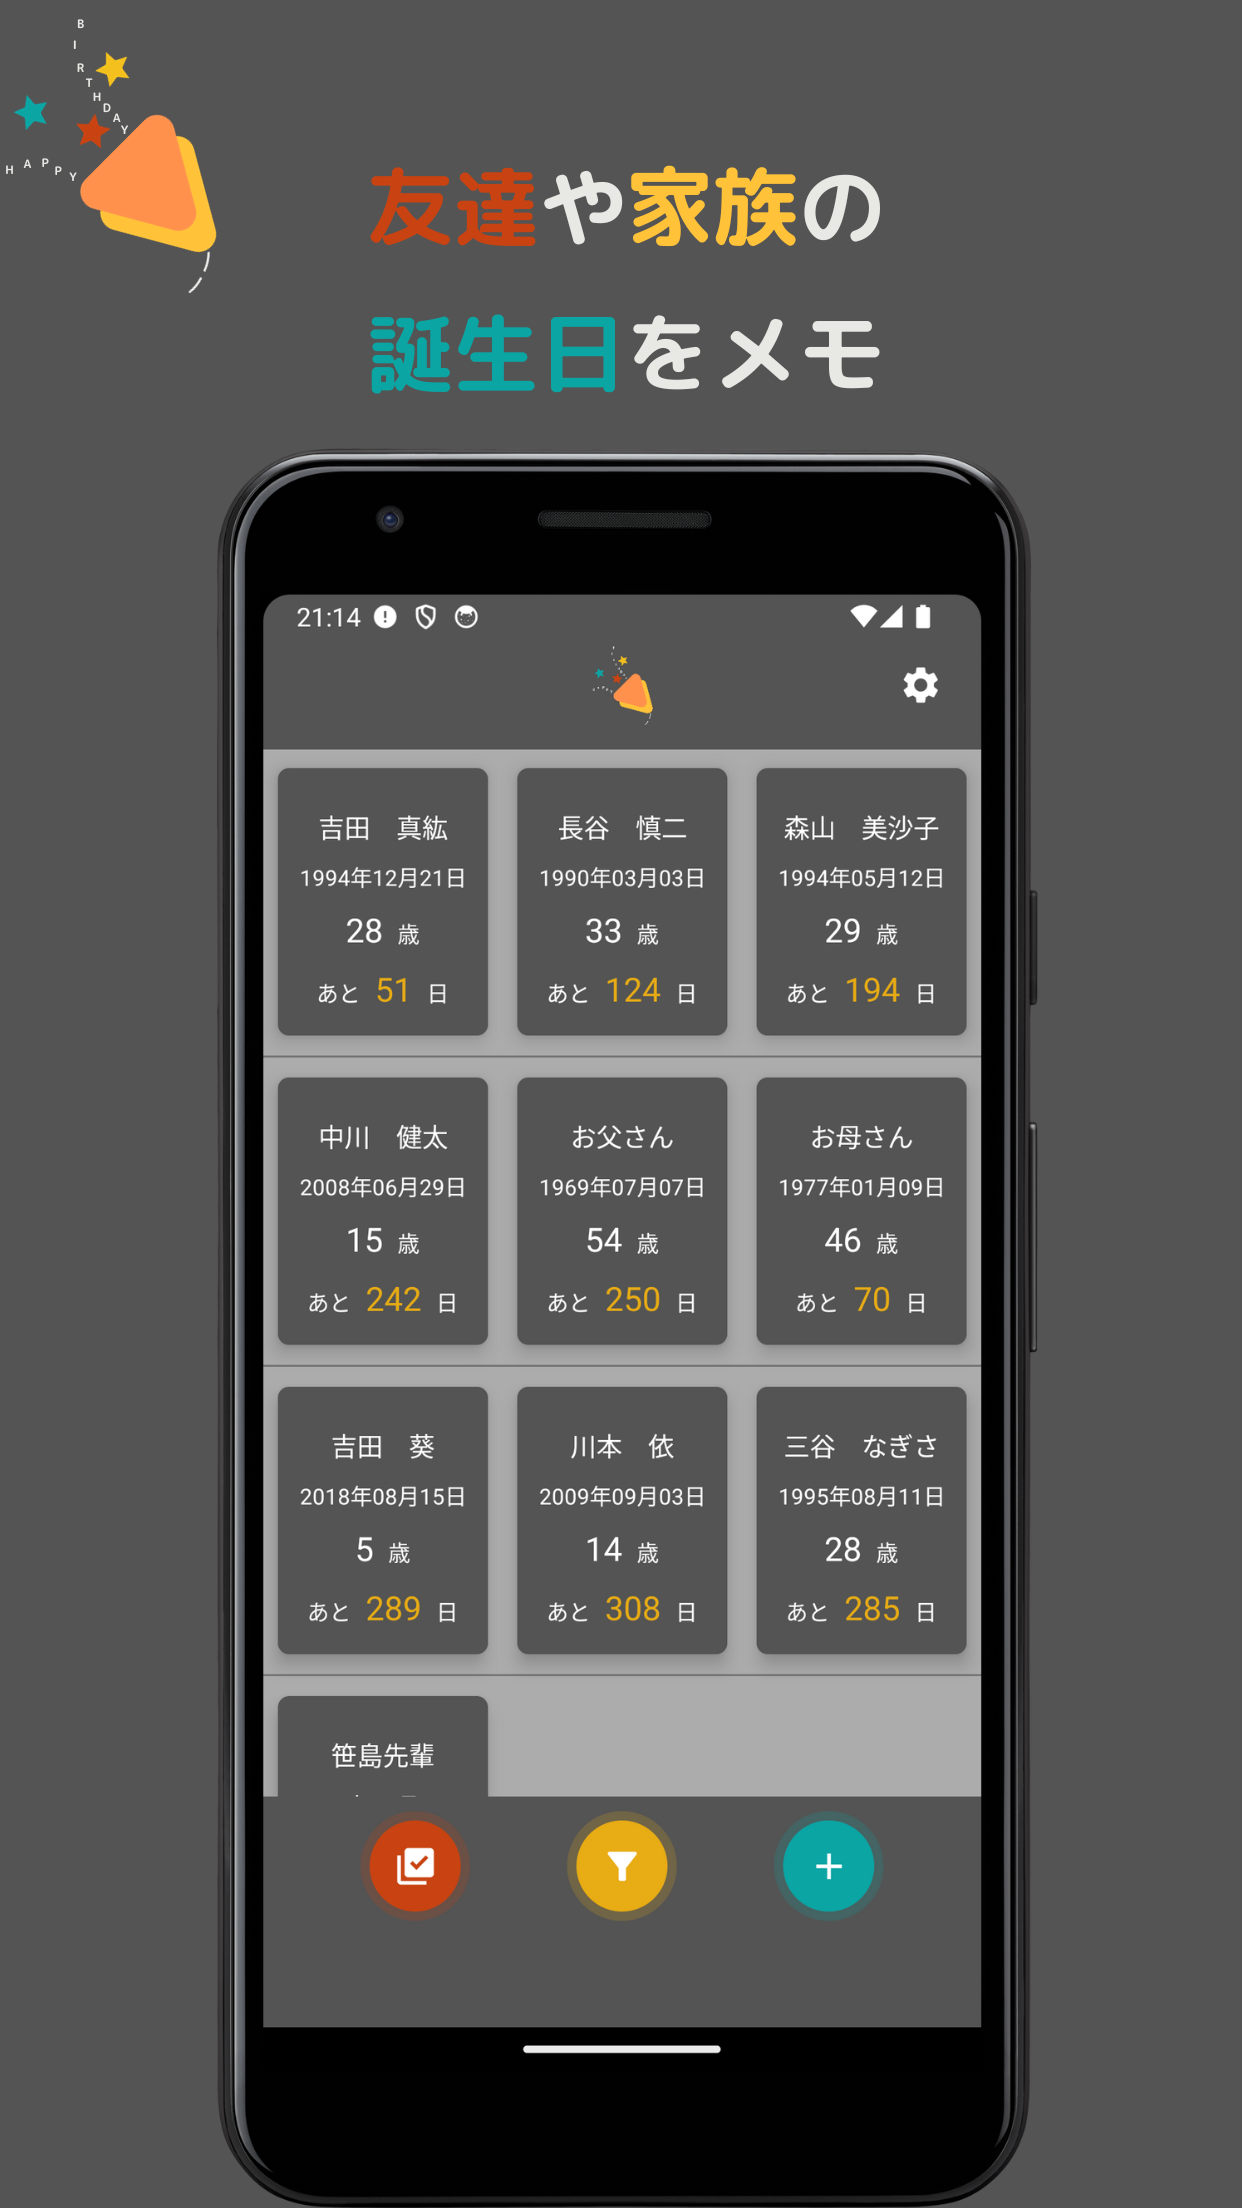 BIRTHDAY
HAPPY
友達や家族の
誕生日をメモ
21:14
吉田　真紘
1994年12月21日
28 歳
あと 51 日
長谷　慎二
1990年03月03日
33 歳
あと 124 日
森山　美沙子
1994年05月12日
29 歳
あと 194 日
中川　健太
2008年06月29日
15 歳
あと 242 日
お父さん
1969年07月07日
54 歳
あと 250 日
お母さん
1977年01月09日
46 歳
あと 70 日
吉田　葵
2018年08月15日
5 歳
あと 289 日
川本　依
2009年09月03日
14 歳
あと 308 日
三谷　なぎさ
1995年08月11日
28 歳
あと 285 日
笹島先輩